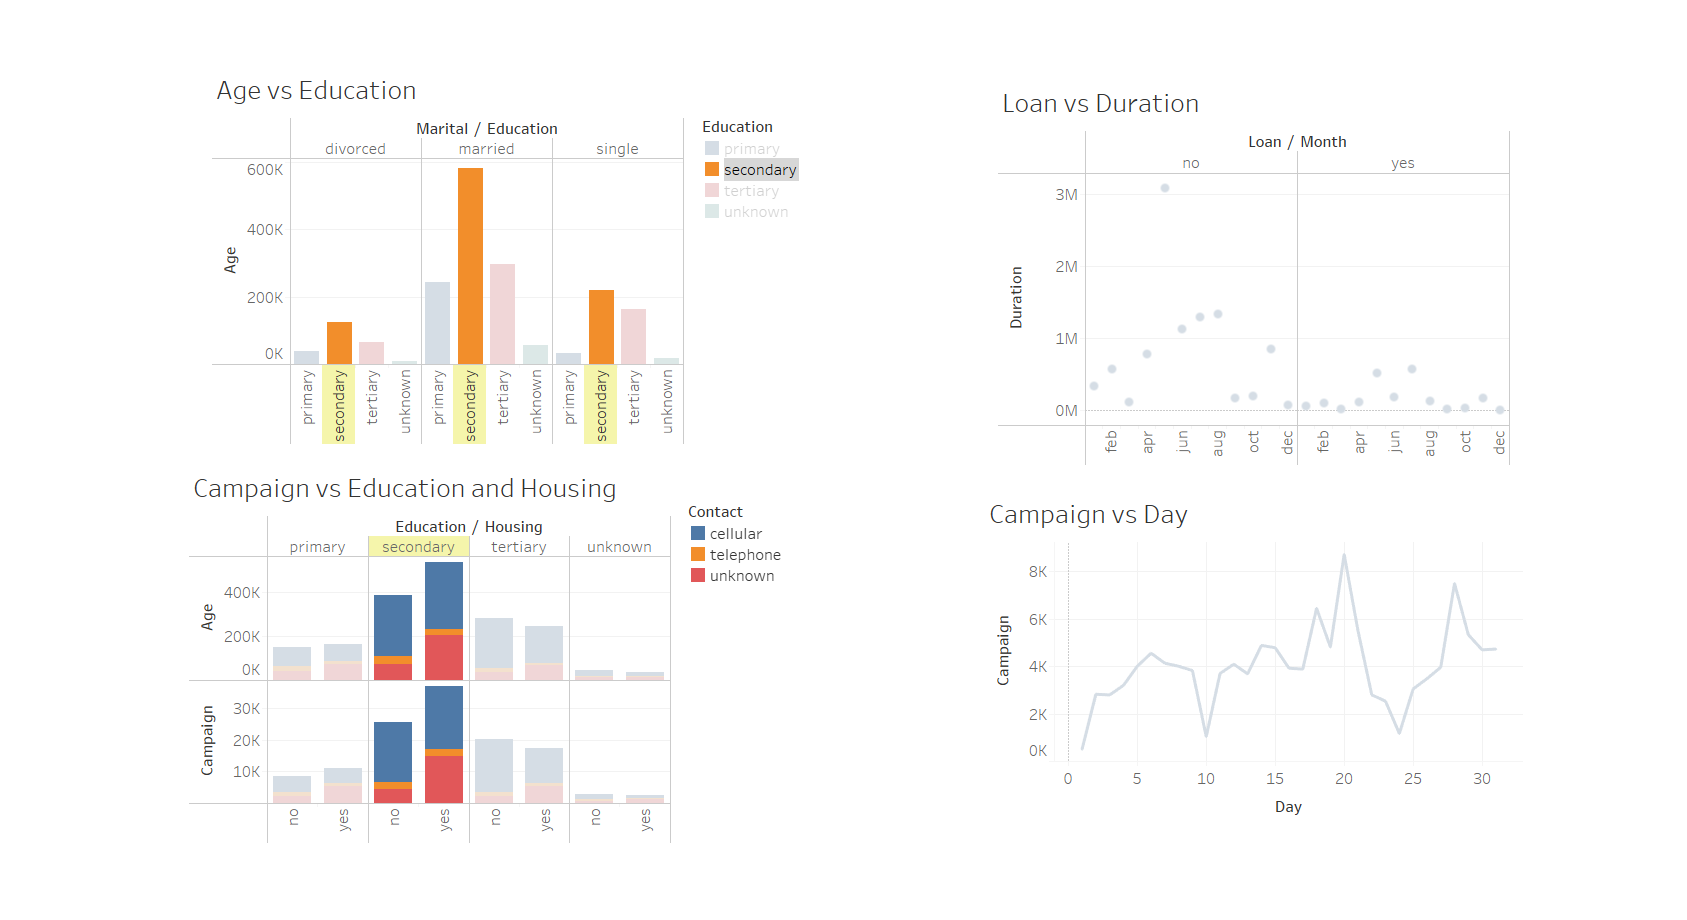 Age vs Education
Marital / Education
divorced married single
600K
400K
200K
0K
Age
primary secondary tertiary unknown primary secondary tertiary unknown primary secondary tertiary unknown
Education
primary
secondary
tertiary
unknown
Loan vs Duration
Loan / Month
no yes
3M
2M
1M
0M
Duration
feb apr jun aug oct dec feb apr jun aug oct dec
Campaign vs Education and Housing
Education / Housing
primary secondary tertiary unknown
400K
200K
0K
Age
30K
20K
10K
Campaign
no yes no yes no yes no yes
Contact
cellular
telephone
unknown
Campaign vs Day
8K
6K
4K
2K
0K
Campaign
0 5 10 15 20 25 30
Day